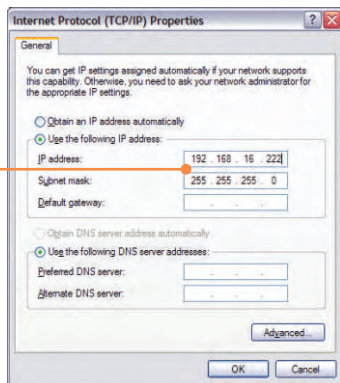 Internet Protocol (TCP/IP) Properties
General
You can get IP settings assigned automatically if your network supports
this capability. Otherwise, you need to ask your network administrator for
the appropriate IP settings.
Obtain an IP address automatically
Use the following IP address:
IP address: 192 . 168 . 16 . 222
Subnet mask: 255 . 255 . 255 . 0
Default gateway: . . .
Obtain DNS server address automatically
Use the following DNS server addresses:
Preferred DNS server: . . .
Alternate DNS server: . . .
Advanced...
OK Cancel